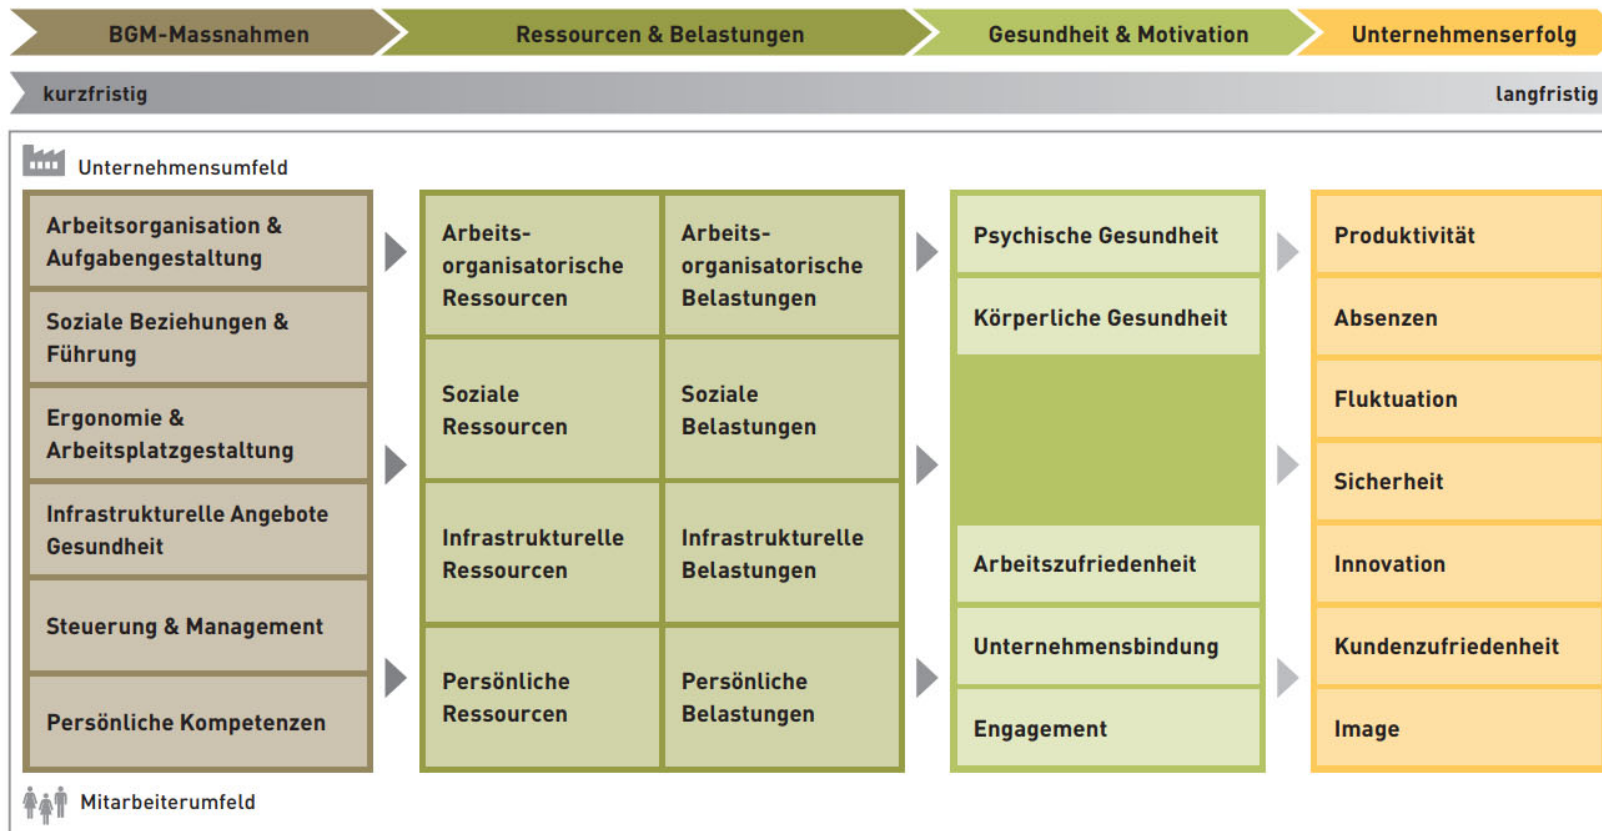 BGM-Massnahmen
Ressourcen & Belastungen
Gesundheit & Motivation
Unternehmenserfolg
kurzfristig
langfristig
Unternehmensumfeld
Arbeitsorganisation &
Aufgabengestaltung
Soziale Beziehungen &
Führung
Ergonomie &
Arbeitsplatzgestaltung
Infrastrukturelle Angebote
Gesundheit
Steuerung & Management
Persönliche Kompetenzen
Arbeits-
organisatorische
Ressourcen
Arbeits-
organisatorische
Belastungen
Soziale
Ressourcen
Soziale
Belastungen
Infrastrukturelle
Ressourcen
Infrastrukturelle
Belastungen
Persönliche
Ressourcen
Persönliche
Belastungen
Psychische Gesundheit
Körperliche Gesundheit
Arbeitszufriedenheit
Unternehmensbindung
Engagement
Produktivität
Absenzen
Fluktuation
Sicherheit
Innovation
Kundenzufriedenheit
Image
Mitarbeiterumfeld